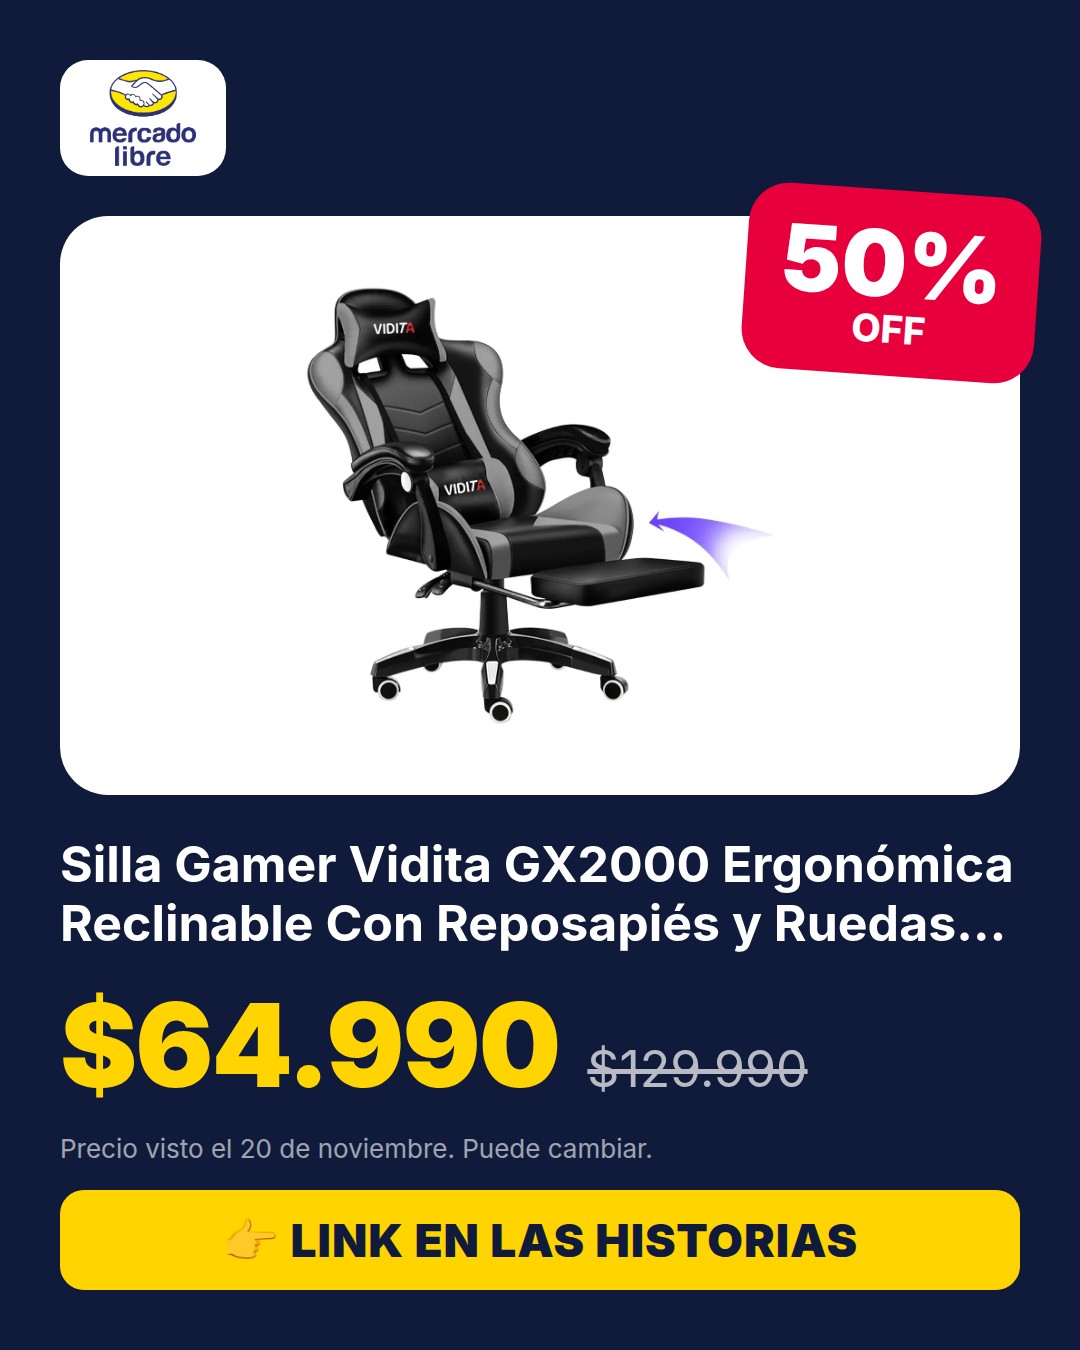 mercado
libre
50%
OFF
VIDITA
VIDITA
Silla Gamer Vidita GX2000 Ergonómica
Reclinable Con Reposapiés y Ruedas...
$64.990 $129.990
Precio visto el 20 de noviembre. Puede cambiar.
👉 LINK EN LAS HISTORIAS